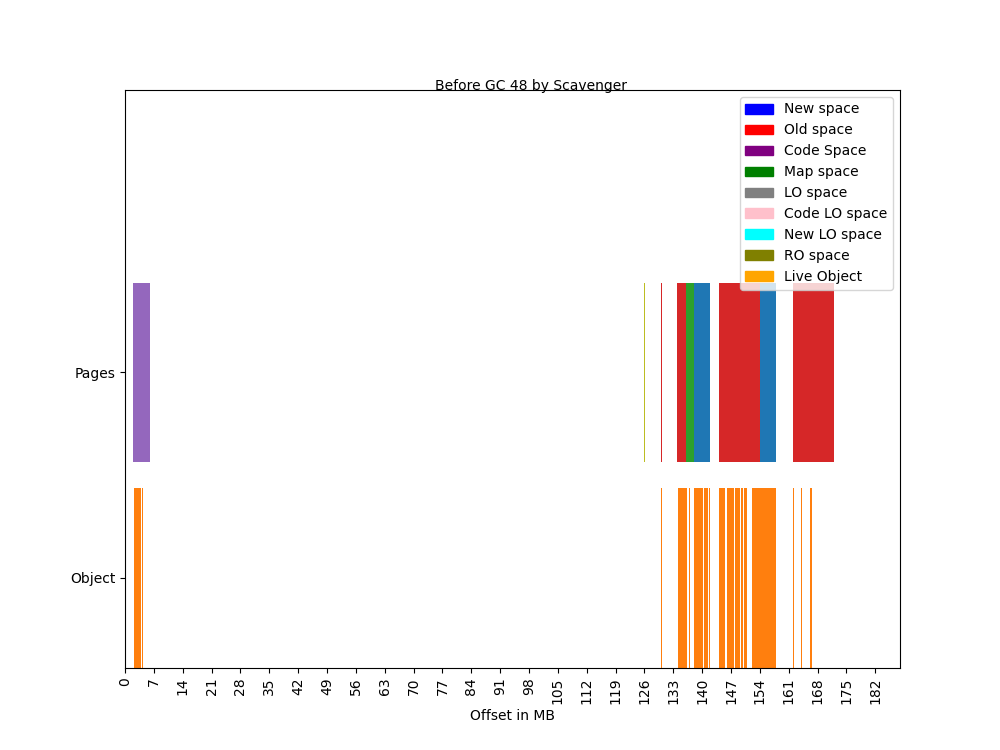 Before GC 48 by Scavenger
New space
Old space
Code Space
Map space
LO space
Code LO space
New LO space
RO space
Live Object
Pages
Object
0 7 14 21 28 35 42 49 56 63 70 77 84 91 98 105 112 119 126 133 140 147 154 161 168 175 182
Offset in MB